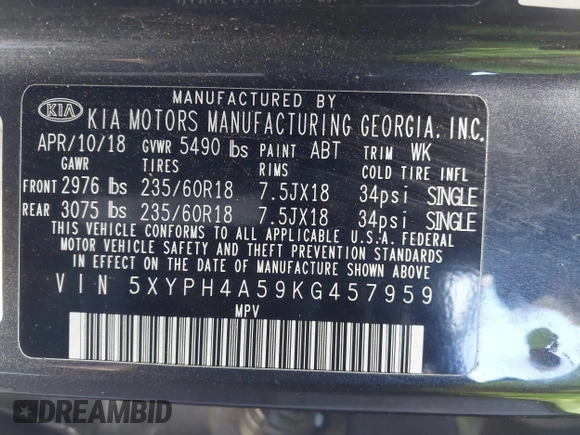 MANUFACTURED BY
KIA KIA MOTORS MANUFACTURING GEORGIA, INC.
APR/10/18 GVWR 5490 lbs PAINT ABT TRIM WK
GAWR TIRES RIMS COLD TIRE INFL
FRONT 2976 lbs 235/60R18 7.5JX18 34psi SINGLE
REAR 3075 lbs 235/60R18 7.5JX18 34psi SINGLE
THIS VEHICLE CONFORMS TO ALL APPLICABLE U.S.A. FEDERAL
MOTOR VEHICLE SAFETY AND THEFT PREVENTION STANDARDS
IN EFFECT ON THE DATE OF MANUFACTURE SHOWN ABOVE.
VIN 5XYPH4A59KG457959
MPV
DREAMBID